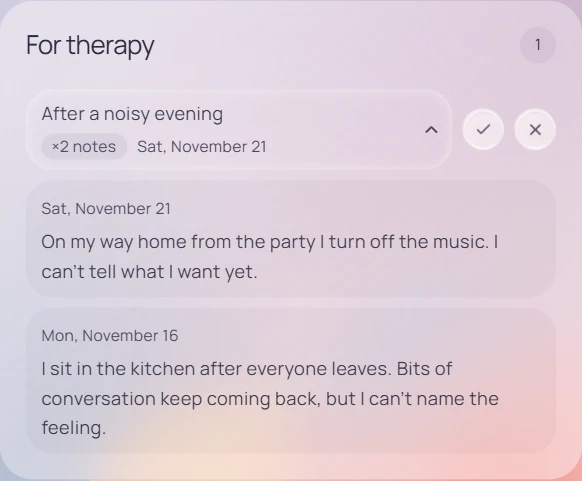 For therapy
1
After a noisy evening
×2 notes
Sat, November 21
Sat, November 21
On my way home from the party I turn off the music. I
can't tell what I want yet.
Mon, November 16
I sit in the kitchen after everyone leaves. Bits of
conversation keep coming back, but I can't name the
feeling.